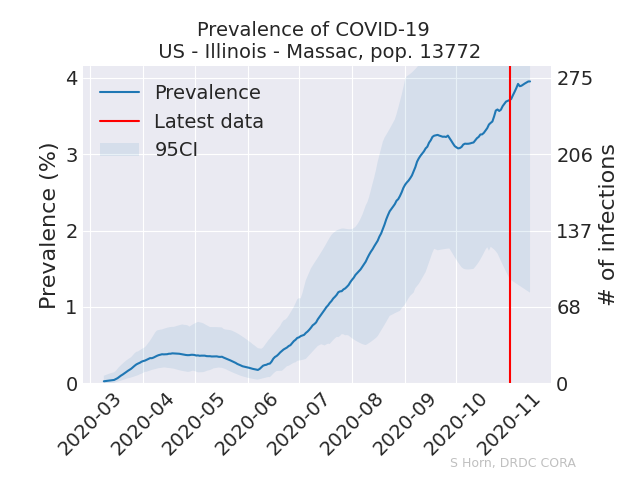 Prevalence of COVID-19
US - Illinois - Massac, pop. 13772
Prevalence
Latest data
95CI
Prevalence (%)
4
3
2
1
0
# of infections
275
206
137
68
0
2020-03
2020-04
2020-05
2020-06
2020-07
2020-08
2020-09
2020-10
2020-11
S Horn, DRDC CORA